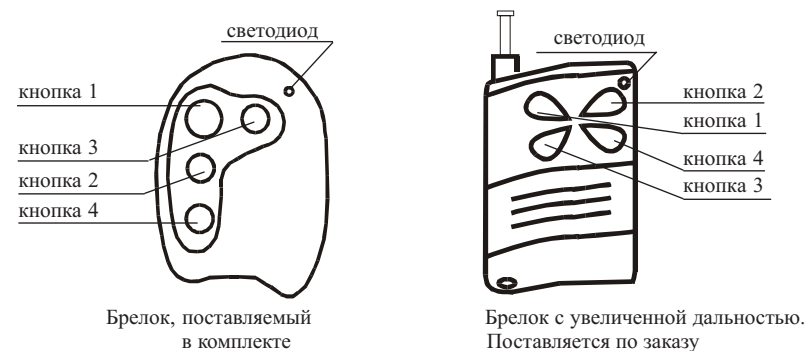 светодиод
кнопка 1
кнопка 3
кнопка 2
кнопка 4
Брелок, поставляемый
в комплекте
светодиод
кнопка 2
кнопка 1
кнопка 4
кнопка 3
Брелок с увеличенной дальностью.
Поставляется по заказу